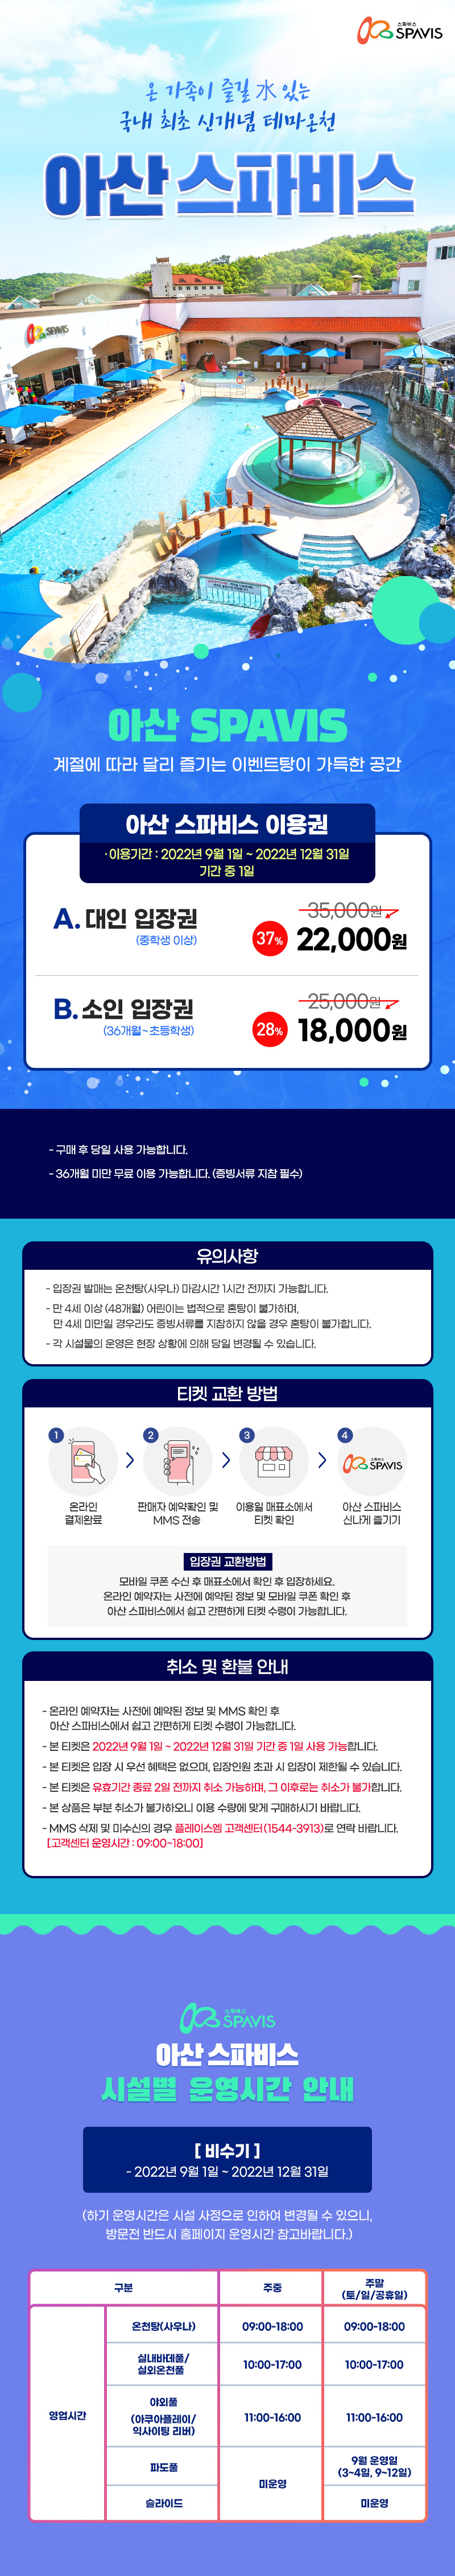 스파비스
SPAVIS
온 가족이 즐길 水 있는
국내 최초 신개념 테마온천
아산 스파비스
SPAVIS
아산 SPAVIS
계절에 따라 달리 즐기는 이벤트탕이 가득한 공간
아산 스파비스 이용권
· 이용기간 : 2022년 9월 1일 ~ 2022년 12월 31일
기간 중 1일
A. 대인 입장권
(중학생 이상)
35,000원
37%
22,000원
B. 소인 입장권
(36개월~초등학생)
25,000원
28%
18,000원
- 구매 후 당일 사용 가능합니다.
- 36개월 미만 무료 이용 가능합니다. (증빙서류 지참 필수)
유의사항
- 입장권 발매는 온천탕(사우나) 마감시간 1시간 전까지 가능합니다.
- 만 4세 이상 (48개월) 어린이는 법적으로 혼탕이 불가하며,
만 4세 미만일 경우라도 증빙서류를 지참하지 않을 경우 혼탕이 불가합니다.
- 각 시설물의 운영은 현장 상황에 의해 당일 변경될 수 있습니다.
티켓 교환 방법
1
2
3
4
스파비스
SPAVIS
온라인
결제완료
판매자 예약확인 및
MMS 전송
이용일 매표소에서
티켓 확인
아산 스파비스
신나게 즐기기
입장권 교환방법
모바일 쿠폰 수신 후 매표소에서 확인 후 입장하세요.
온라인 예약자는 사전에 예약된 정보 및 모바일 쿠폰 확인 후
아산 스파비스에서 쉽고 간편하게 티켓 수령이 가능합니다.
취소 및 환불 안내
- 온라인 예약자는 사전에 예약된 정보 및 MMS 확인 후
아산 스파비스에서 쉽고 간편하게 티켓 수령이 가능합니다.
- 본 티켓은 2022년 9월 1일 ~ 2022년 12월 31일 기간 중 1일 사용 가능합니다.
- 본 티켓은 입장 시 우선 혜택은 없으며, 입장인원 초과 시 입장이 제한될 수 있습니다.
- 본 티켓은 유효기간 종료 2일 전까지 취소 가능하며, 그 이후로는 취소가 불가합니다.
- 본 상품은 부분 취소가 불가하오니 이용 수량에 맞게 구매하시기 바랍니다.
- MMS 삭제 및 미수신의 경우 플레이스엠 고객센터(1544-3913)로 연락 바랍니다.
[고객센터 운영시간 : 09:00~18:00]
스파비스
SPAVIS
아산 스파비스
시설별 운영시간 안내
[ 비수기 ]
- 2022년 9월 1일 ~ 2022년 12월 31일
(하기 운영시간은 시설 사정으로 인하여 변경될 수 있으니,
방문전 반드시 홈페이지 운영시간 참고바랍니다.)
구분
주중
주말
(토/일/공휴일)
영업시간
온천탕(사우나)
09:00-18:00
09:00-18:00
실내바데풀/
실외온천풀
10:00-17:00
10:00-17:00
야외풀
(아쿠아플레이/
익사이팅 리버)
11:00-16:00
11:00-16:00
파도풀
미운영
9월 운영일
(3~4일, 9~12일)
슬라이드
미운영